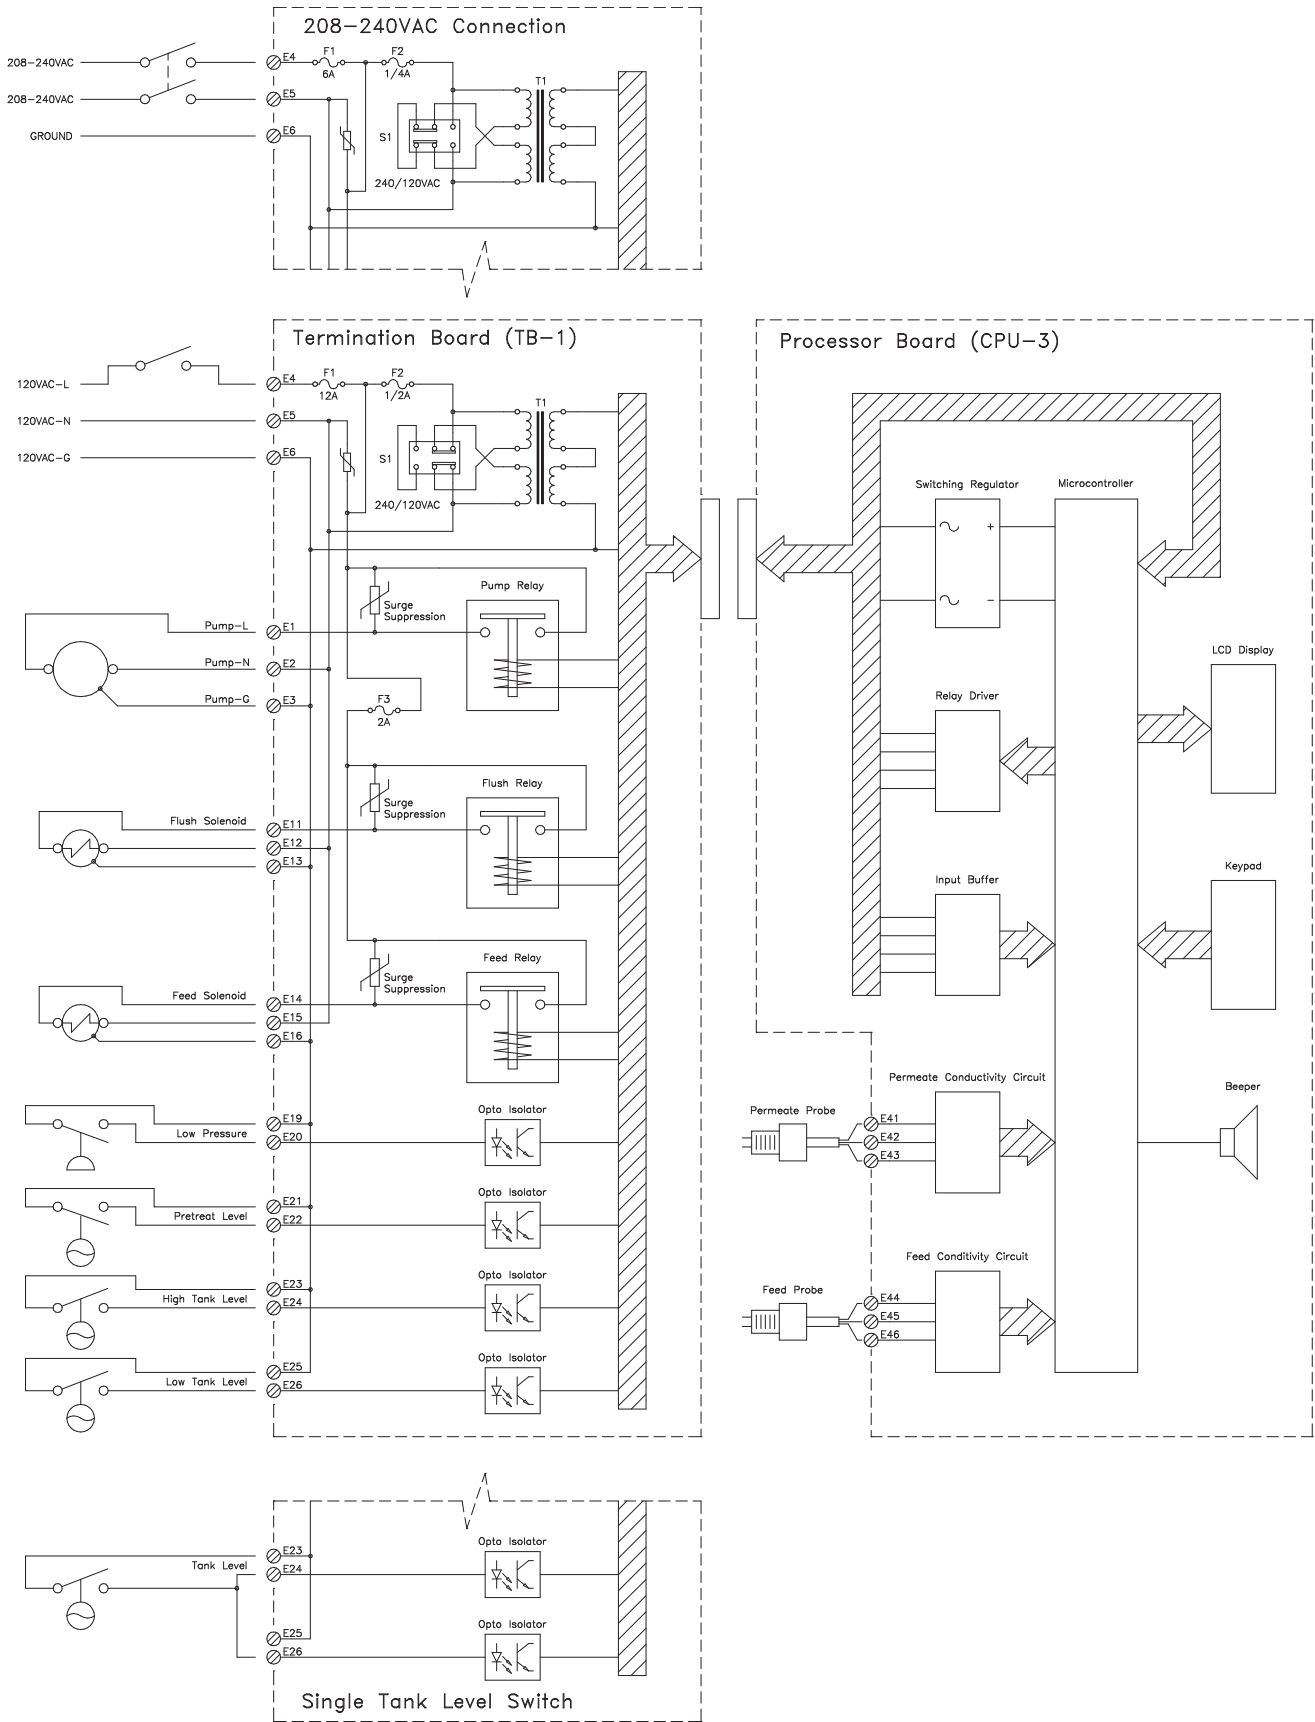 208-240VAC Connection
208-240VAC
E4
F1
6A
F2
1/4A
T1
208-240VAC
E5
GROUND
E6
S1
240/120VAC
Termination Board (TB-1)
120VAC-L
E4
F1
12A
F2
1/2A
T1
120VAC-N
E5
120VAC-G
E6
S1
240/120VAC
Surge
Suppression
Pump Relay
Pump-L
E1
Pump-N
E2
Pump-G
E3
F3
2A
Surge
Suppression
Flush Relay
Flush Solenoid
E11
E12
E13
Surge
Suppression
Feed Relay
Feed Solenoid
E14
E15
E16
Opto Isolator
E19
Low Pressure
E20
Opto Isolator
E21
Pretreat Level
E22
Opto Isolator
E23
High Tank Level
E24
Opto Isolator
E25
Low Tank Level
E26
Processor Board (CPU-3)
Switching Regulator
Microcontroller
+
-
LCD Display
Relay Driver
Input Buffer
Keypad
Permeate Conductivity Circuit
Beeper
Permeate Probe
E41
E42
E43
Feed Conditivity Circuit
Feed Probe
E44
E45
E46
Opto Isolator
E23
Tank Level
E24
Opto Isolator
E25
E26
Single Tank Level Switch